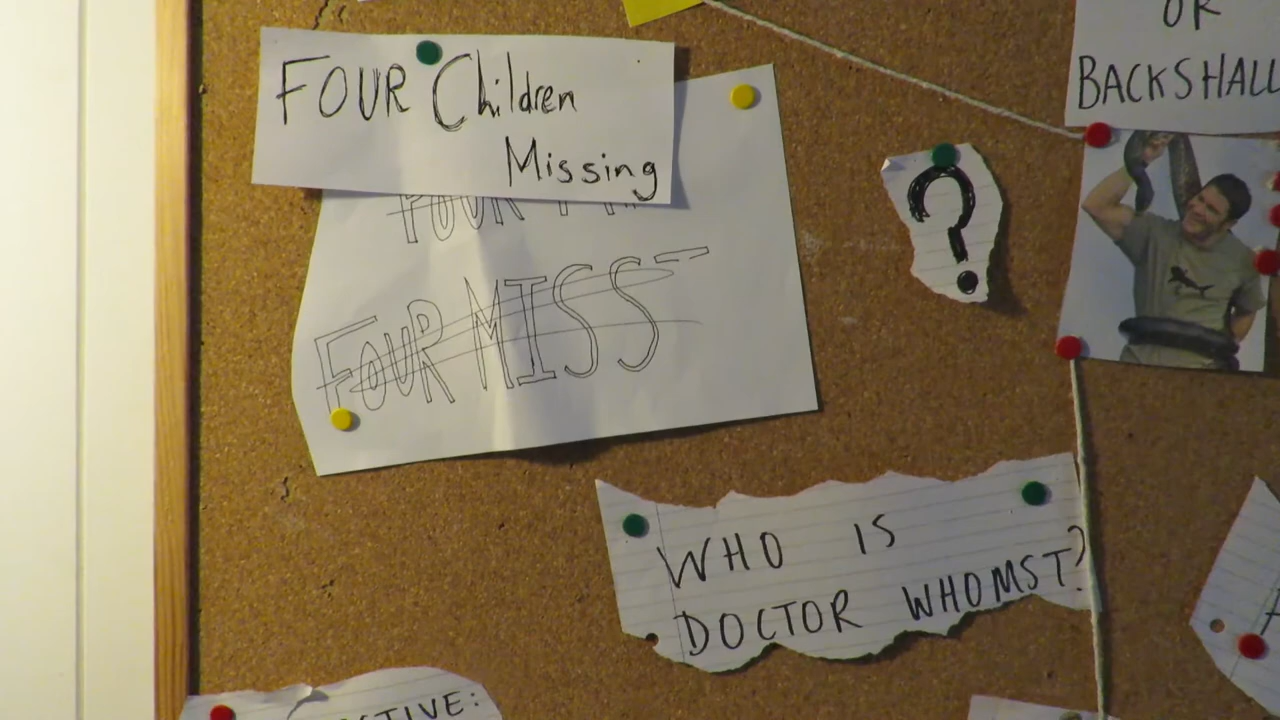 FOUR Children
Missing
FOUR MISS
?
OR
BACKSHALL
WHO IS
DOCTOR WHOMST?